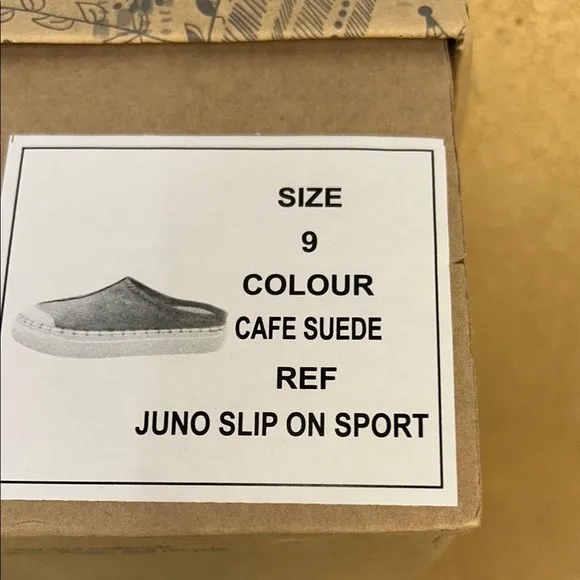 SIZE
9
COLOUR
CAFE SUEDE
REF
JUNO SLIP ON SPORT